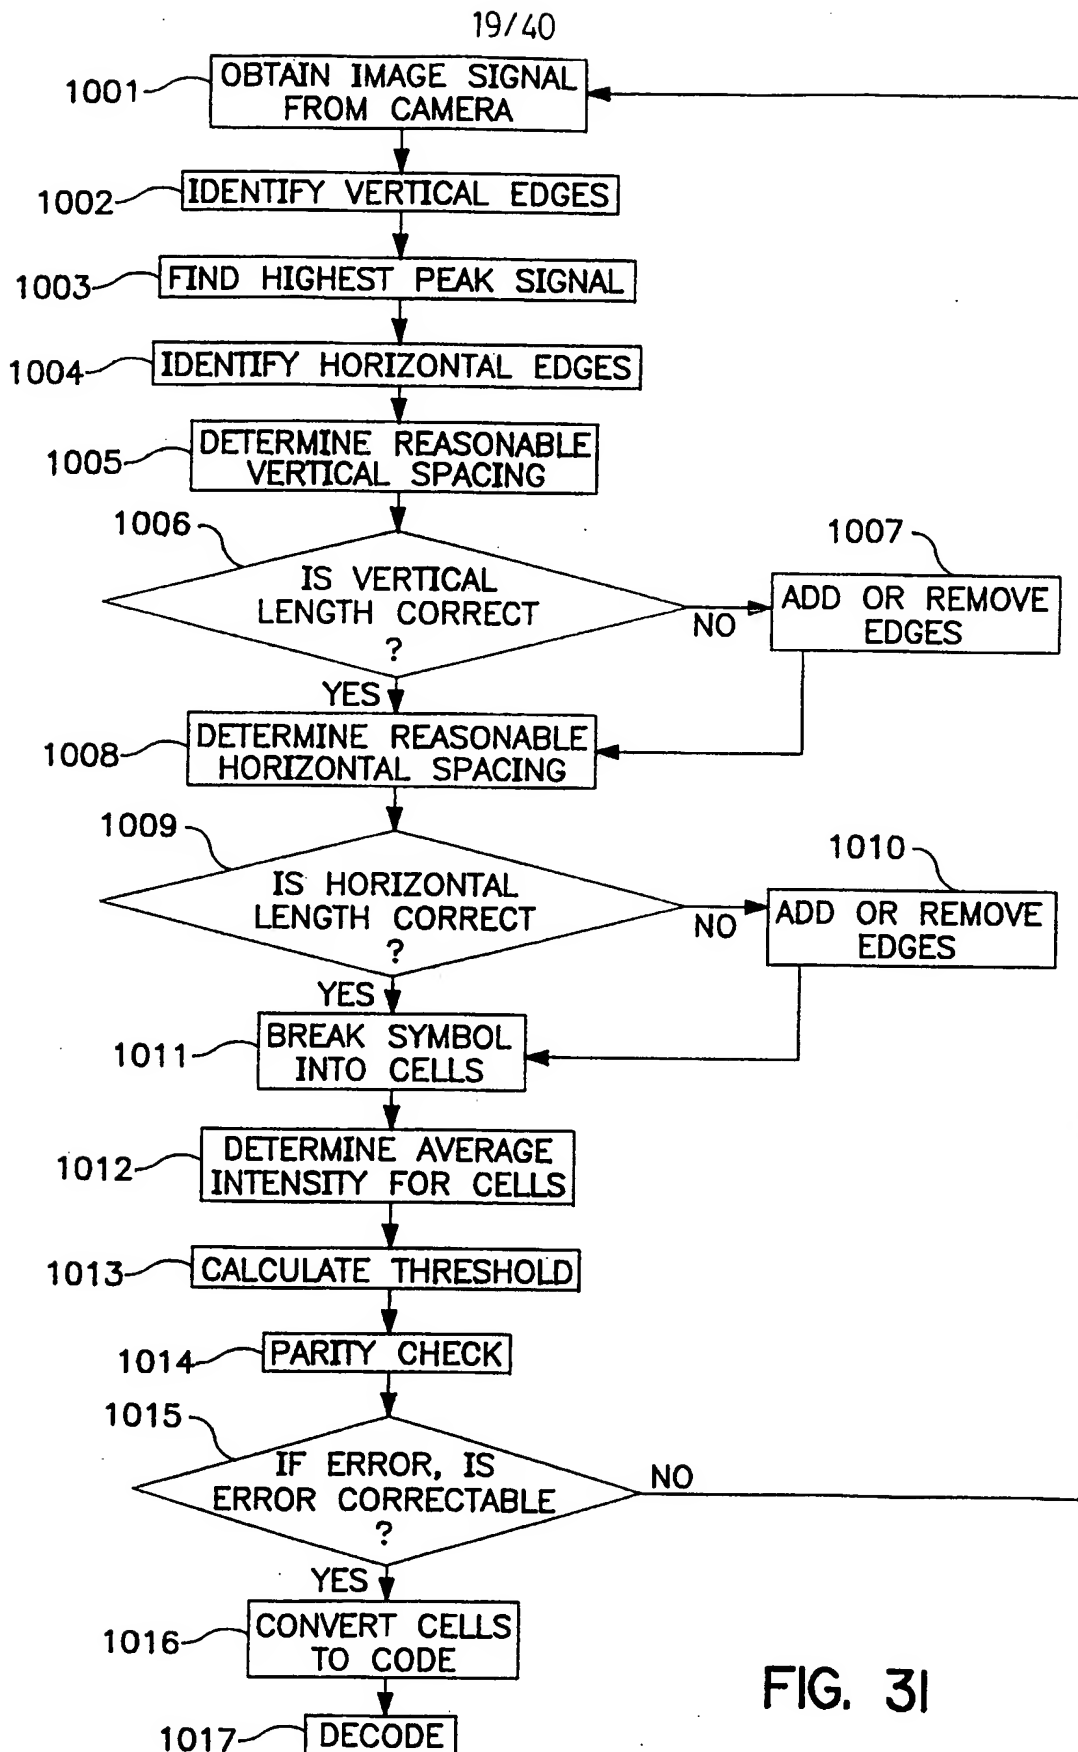 19/40
1001
OBTAIN IMAGE SIGNAL
FROM CAMERA
1002
IDENTIFY VERTICAL EDGES
1003
FIND HIGHEST PEAK SIGNAL
1004
IDENTIFY HORIZONTAL EDGES
1005
DETERMINE REASONABLE
VERTICAL SPACING
1006
IS VERTICAL
LENGTH CORRECT
?
NO
1007
ADD OR REMOVE
EDGES
YES
1008
DETERMINE REASONABLE
HORIZONTAL SPACING
1009
IS HORIZONTAL
LENGTH CORRECT
?
NO
1010
ADD OR REMOVE
EDGES
YES
1011
BREAK SYMBOL
INTO CELLS
1012
DETERMINE AVERAGE
INTENSITY FOR CELLS
1013
CALCULATE THRESHOLD
1014
PARITY CHECK
1015
IF ERROR, IS
ERROR CORRECTABLE
?
NO
YES
1016
CONVERT CELLS
TO CODE
1017
DECODE
FIG. 31